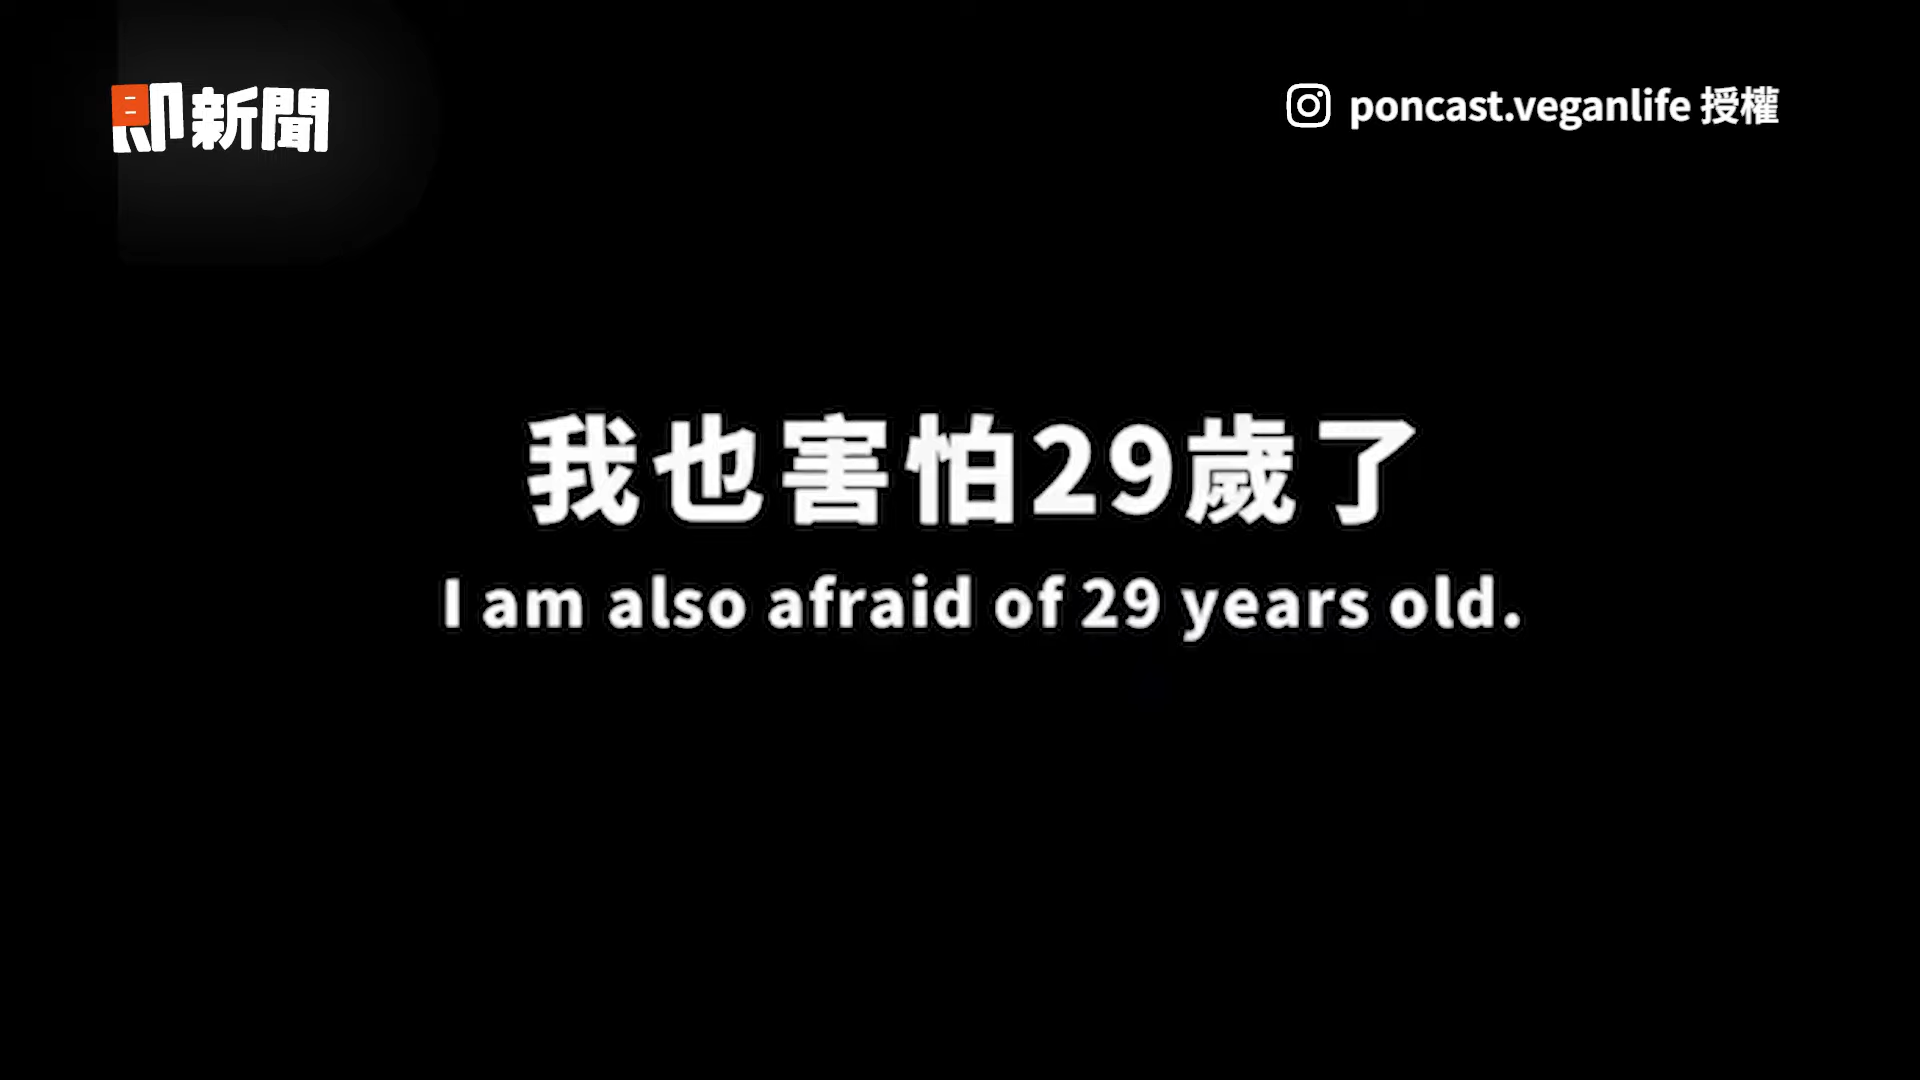 即新聞
poncast.veganlife 授權
我也害怕29歲了
I am also afraid of 29 years old.